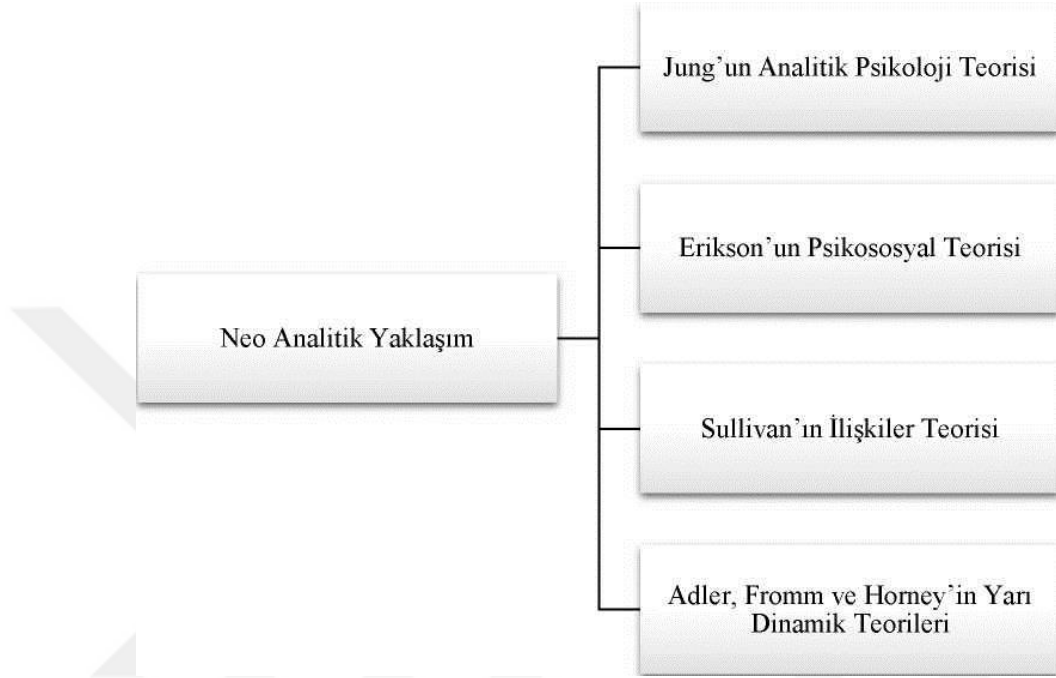 Jung’un Analitik Psikoloji Teorisi
Erikson’un Psikososyal Teorisi
Neo Analitik Yaklaşım
Sullivan’ın İlişkiler Teorisi
Adler, Fromm ve Horney’in Yarı
Dinamik Teorileri